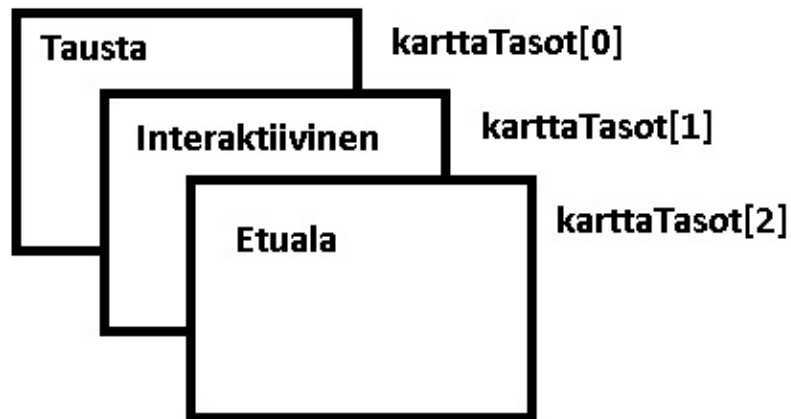 Tausta
karttaTasot[0]
Interaktiivinen
karttaTasot[1]
Etuala
karttaTasot[2]